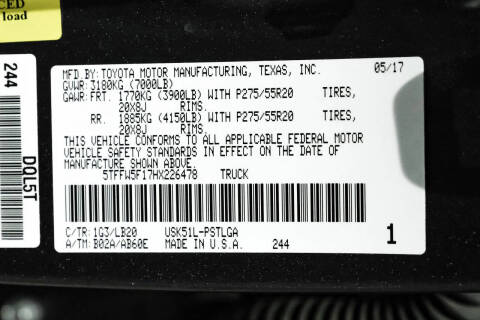 CED
load
244
DQL5T
MFD.BY:TOYOTA MOTOR MANUFACTURING, TEXAS, INC. 05/17
GVWR: 3180KG (7000LB)
GAWR: FRT. 1770KG (3900LB) WITH P275/55R20 TIRES,
20X8J RIMS.
RR. 1885KG (4150LB) WITH P275/55R20 TIRES,
20X8J RIMS.
THIS VEHICLE CONFORMS TO ALL APPLICABLE FEDERAL MOTOR
VEHICLE SAFETY STANDARDS IN EFFECT ON THE DATE OF
MANUFACTURE SHOWN ABOVE.
5TFFW5F17HX226478 TRUCK
C/TR: 1G3/LB20 USK51L-PSTLGA
A/TM: B02A/AB60E MADE IN U.S.A. 244 1